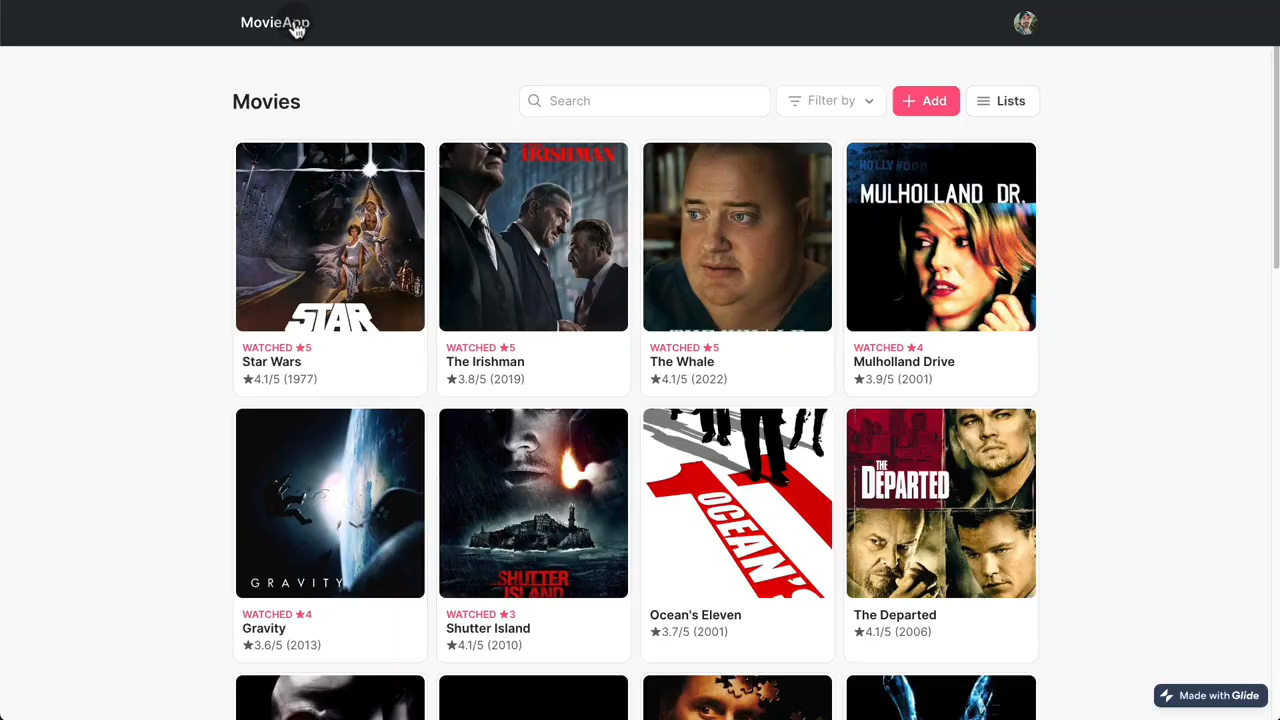 MovieApp
Movies
Search
Filter by
Add
Lists
STAR
IRISHMAN
THE WHALE
HOLLYWOOD
MULHOLLAND DR.
WATCHED ★5
Star Wars
★4.1/5 (1977)
WATCHED ★5
The Irishman
★3.8/5 (2019)
WATCHED ★5
The Whale
★4.1/5 (2022)
WATCHED ★4
Mulholland Drive
★3.9/5 (2001)
GRAVITY
SHUTTER
ISLAND
OCEAN'S
THE
DEPARTED
WATCHED ★4
Gravity
★3.6/5 (2013)
WATCHED ★3
Shutter Island
★4.1/5 (2010)
Ocean's Eleven
★3.7/5 (2001)
The Departed
★4.1/5 (2006)
Made with Glide